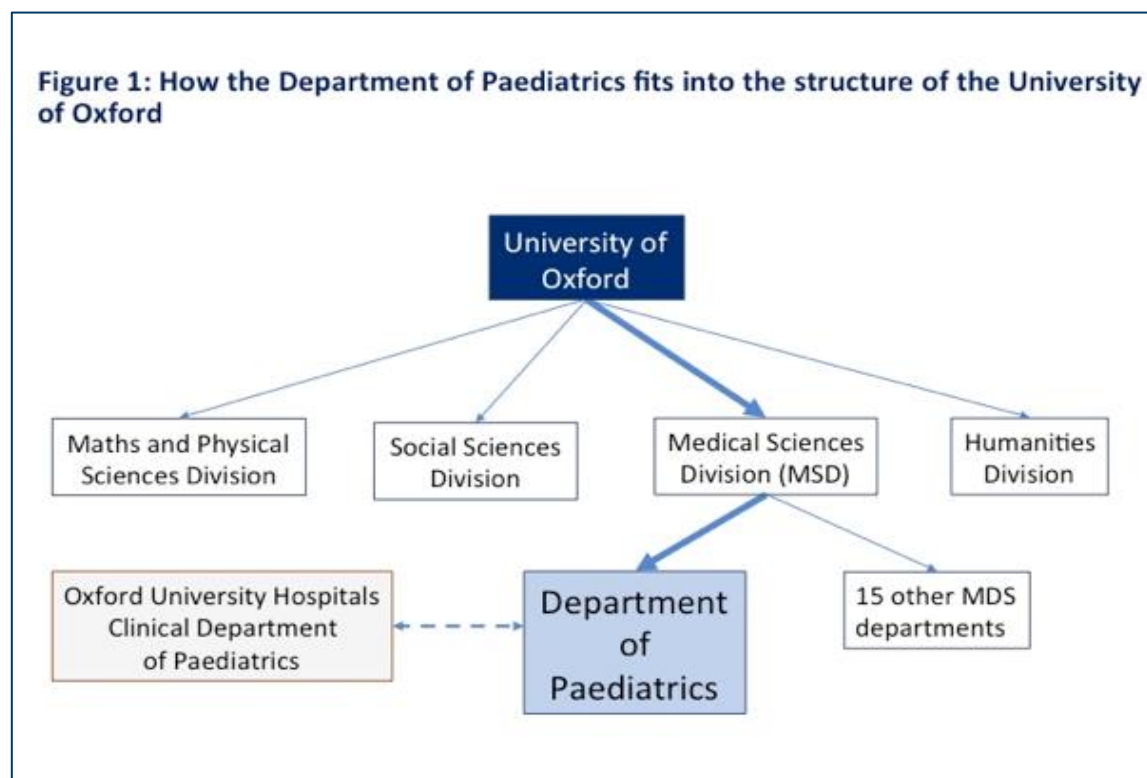 Figure 1: How the Department of Paediatrics fits into the structure of the University
of Oxford
University of
Oxford
Maths and Physical
Sciences Division
Social Sciences
Division
Medical Sciences
Division (MSD)
Humanities
Division
Oxford University Hospitals
Clinical Department
of Paediatrics
Department
of
Paediatrics
15 other MDS
departments